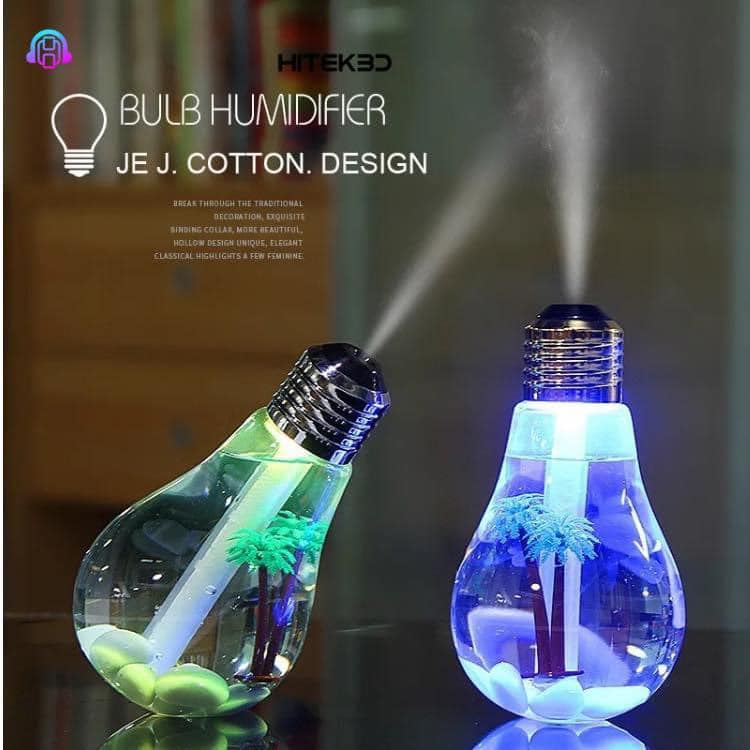 HITEK3D
BULB HUMIDIFIER
JE J. COTTON. DESIGN
BREAK THROUGH THE TRADITIONAL
DECORATION, EXQUISITE
BINDING COLLAR, MORE BEAUTIFUL,
HOLLOW DESIGN UNIQUE, ELEGANT
CLASSICAL HIGHLIGHTS A FEW FEMININE.